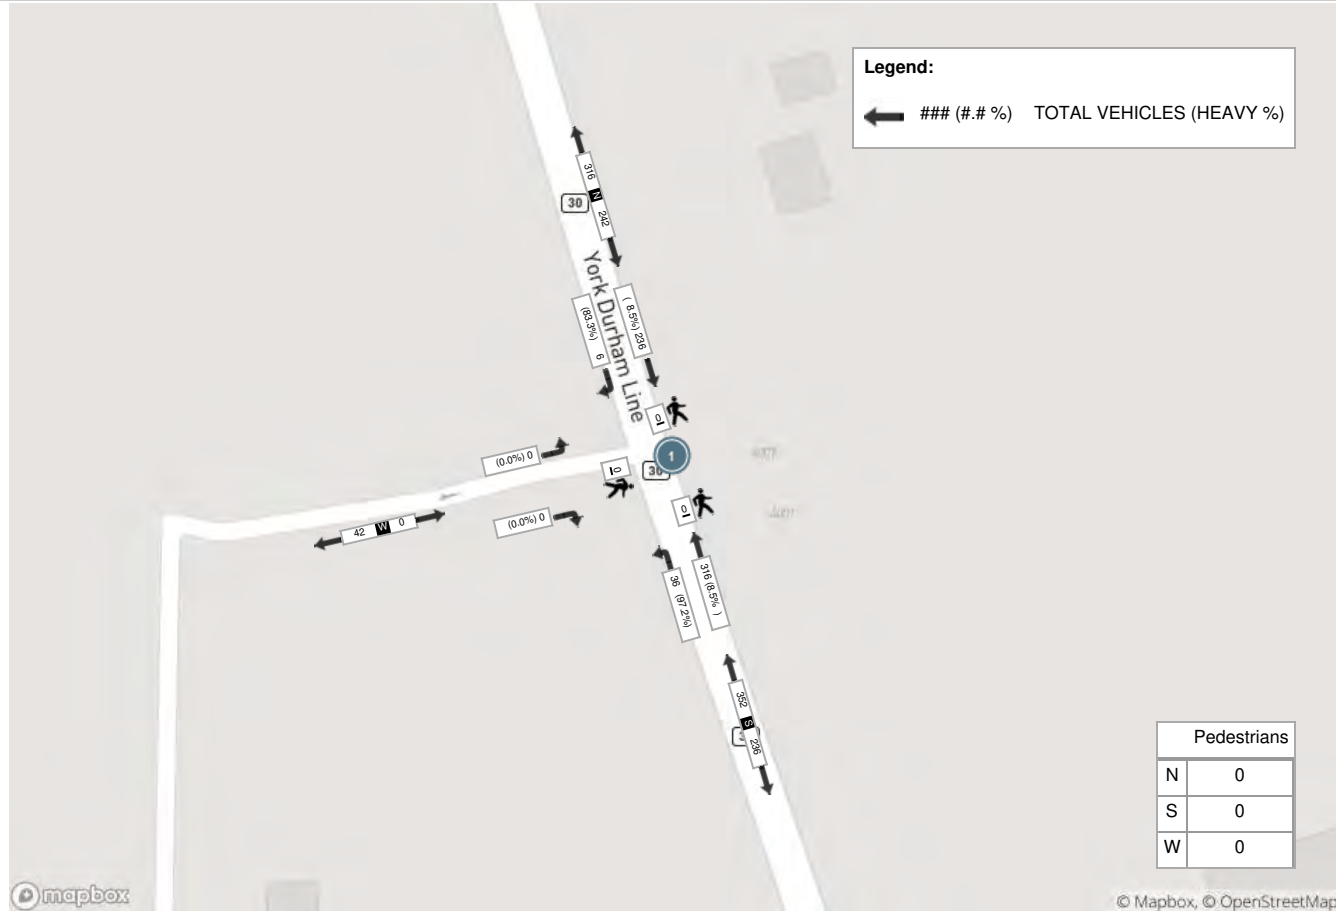 Legend:
### (#.# %) TOTAL VEHICLES (HEAVY %)
316 N 242
30
York Durham Line
(83.3%) 6
( 8.5%) 236
0
(0.0%) 0
0
1
30
42 W 0
(0.0%) 0
0
36 (97.2%)
316 (8.5% )
352 S 236
Pedestrians
N 0
S 0
W 0
mapbox
© Mapbox, © OpenStreetMap